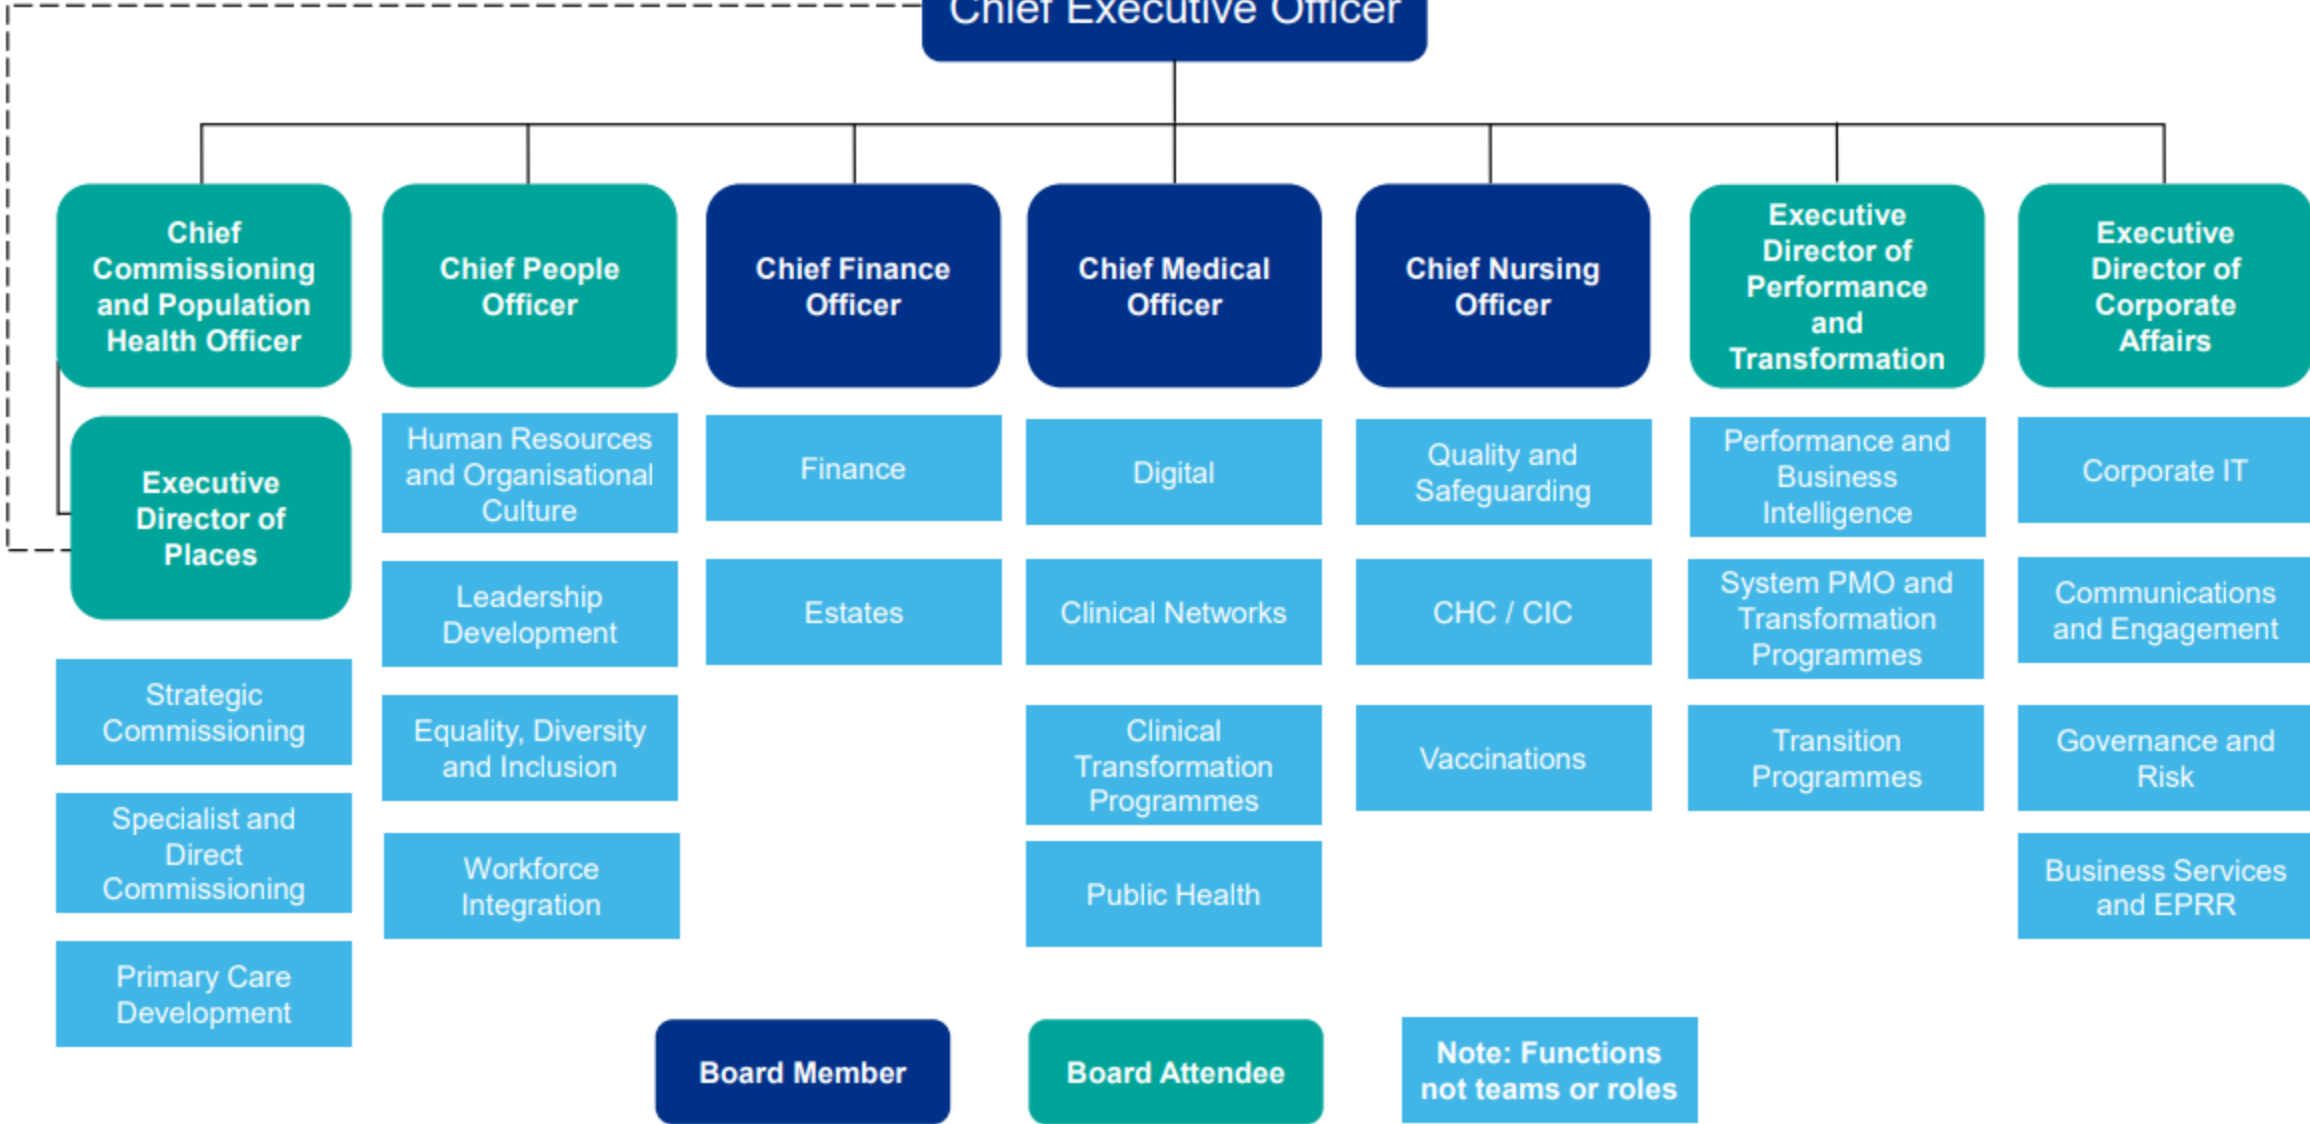 Chief Executive Officer
Chief
Commissioning
and Population
Health Officer
Chief People
Officer
Chief Finance
Officer
Chief Medical
Officer
Chief Nursing
Officer
Executive
Director of
Performance
and
Transformation
Executive
Director of
Corporate
Affairs
Executive
Director of
Places
Strategic
Commissioning
Specialist and
Direct
Commissioning
Primary Care
Development
Human Resources
and Organisational
Culture
Leadership
Development
Equality, Diversity
and Inclusion
Workforce
Integration
Finance
Estates
Digital
Clinical Networks
Clinical
Transformation
Programmes
Public Health
Quality and
Safeguarding
CHC / CIC
Vaccinations
Performance and
Business
Intelligence
System PMO and
Transformation
Programmes
Transition
Programmes
Corporate IT
Communications
and Engagement
Governance and
Risk
Business Services
and EPRR
Board Member
Board Attendee
Note: Functions
not teams or roles